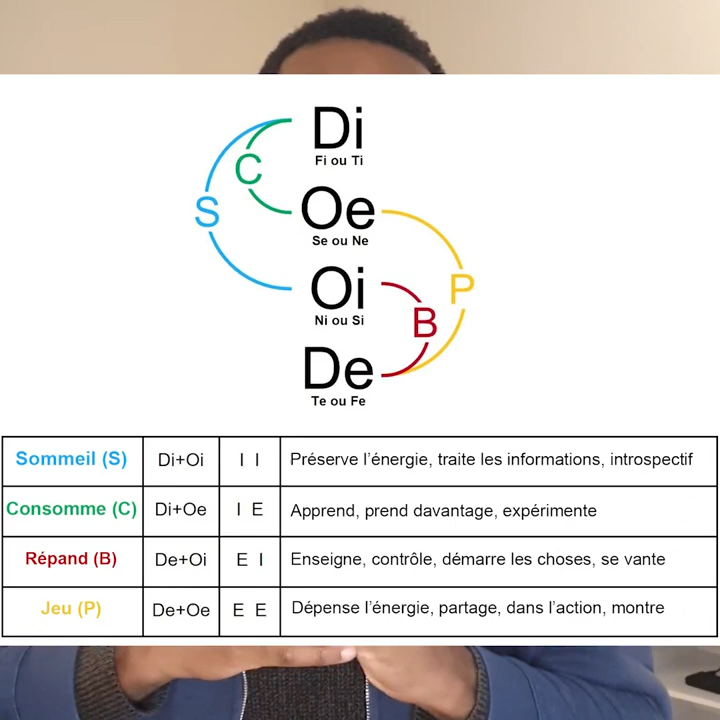 Di
Fi ou Ti
C
Oe
Se ou Ne
S
Oi
Ni ou Si
P
B
De
Te ou Fe
Sommeil (S) Di+Oi I I Préserve l'énergie, traite les informations, introspectif
Consomme (C) Di+Oe I E Apprend, prend davantage, expérimente
Répand (B) De+Oi E I Enseigne, contrôle, démarre les choses, se vante
Jeu (P) De+Oe E E Dépense l'énergie, partage, dans l'action, montre